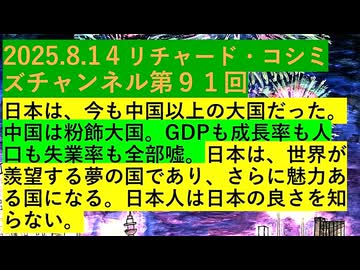 2025.8.1４リチャード・コシミ
ズチャンネル第９１回
日本は、今も中国以上の大国だった。
中国は粉飾大国。GDPも成長率も人
口も失業率も全部嘘。日本は、世界が
羨望する夢の国であり、さらに魅力あ
る国になる。日本人は日本の良さを知
らない。